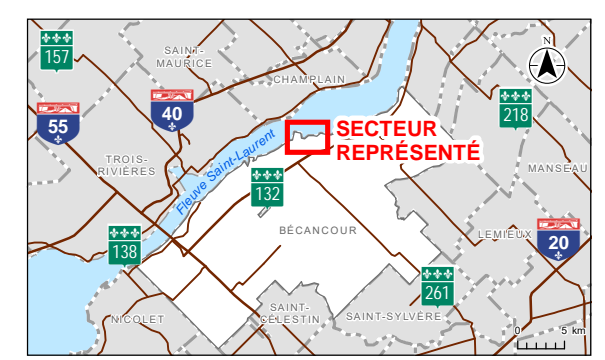 157
SAINT-
MAURICE
N
CHAMPLAIN
55
40
218
SECTEUR
REPRÉSENTÉ
TROIS-
RIVIÈRES
Fleuve Saint-Laurent
132
MANSEAU
BÉCANCOUR
138
LEMIEUX
20
261
NICOLET
SAINT-
CÉLESTIN
SAINT-SYLVÈRE
0 5 km